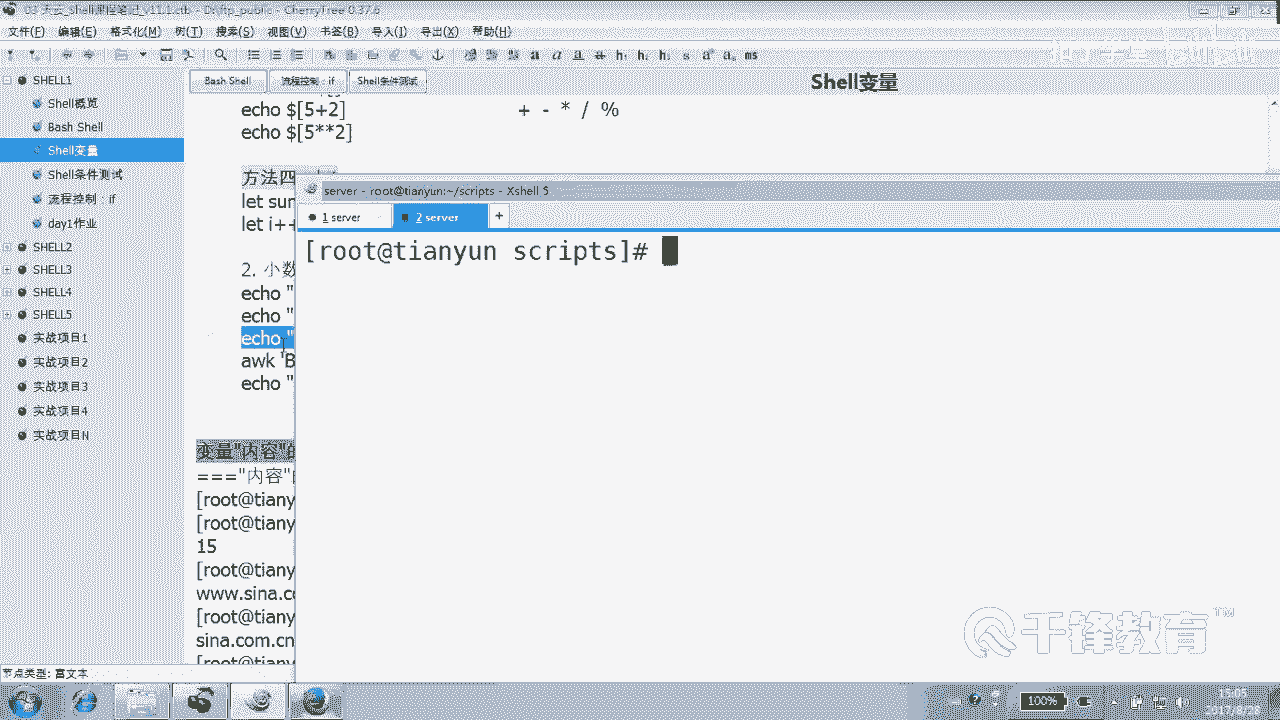 03_天云_shell课程笔记_v11.1.ctb - D:\ftp_public - CherryTree 0.37.6
文件(F) 编辑(E) 格式化(M) 树(T) 搜索(S) 视图(V) 书签(B) 导入(I) 导出(X) 帮助(H)
SHELL1
Shell概览
Bash Shell
Shell变量
Shell条件测试
流程控制：if
day1作业
SHELL2
SHELL3
SHELL4
SHELL5
实战项目1
实战项目2
实战项目3
实战项目4
实战项目N
Bash Shell 流程控制：if Shell条件测试 Shell变量
echo $[5+2] + - * / %
echo $[5**2]
方法四
let sum
let i++
2. 小数
echo "
echo "
echo "
awk 'B
echo "
变量"内容"的
==="内容"
[root@tiany
[root@tiany
15
[root@tiany
www.sina.co
[root@tiany
sina.com.cn
[root@tiany
server - root@tianyun:~/scripts - Xshell 5
1 server 2 server +
[root@tianyun scripts]#
千锋教育™
节点类型: 富文本
100%
15:05
2017/8/28